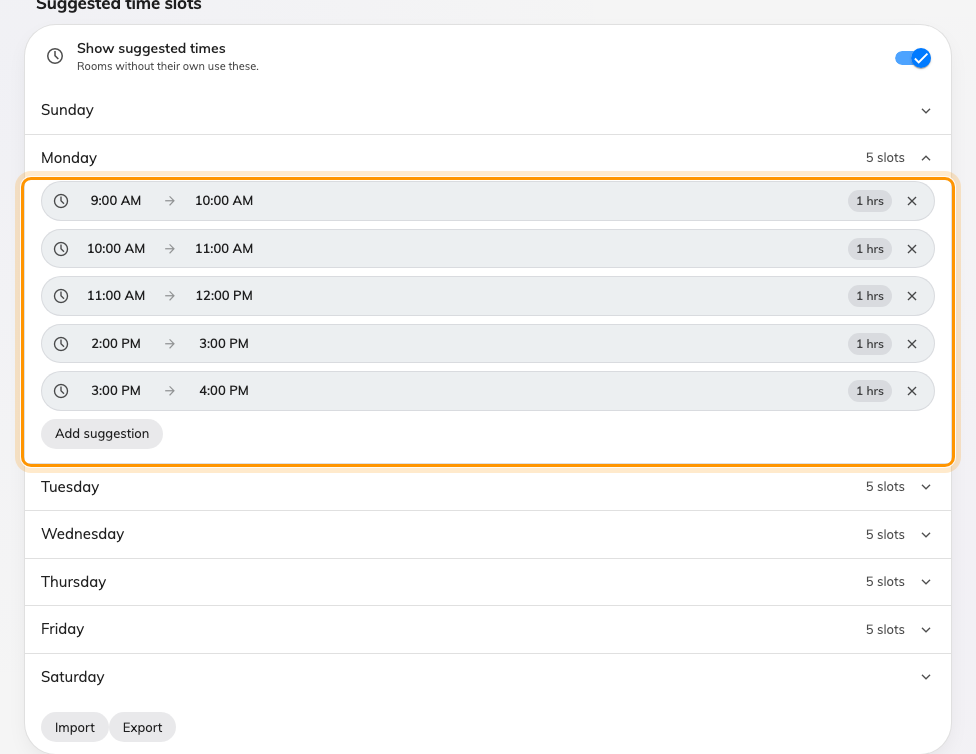 Suggested time slots
Show suggested times
Rooms without their own use these.
Sunday
Monday 5 slots
9:00 AM → 10:00 AM 1 hrs ×
10:00 AM → 11:00 AM 1 hrs ×
11:00 AM → 12:00 PM 1 hrs ×
2:00 PM → 3:00 PM 1 hrs ×
3:00 PM → 4:00 PM 1 hrs ×
Add suggestion
Tuesday 5 slots
Wednesday 5 slots
Thursday 5 slots
Friday 5 slots
Saturday
Import Export